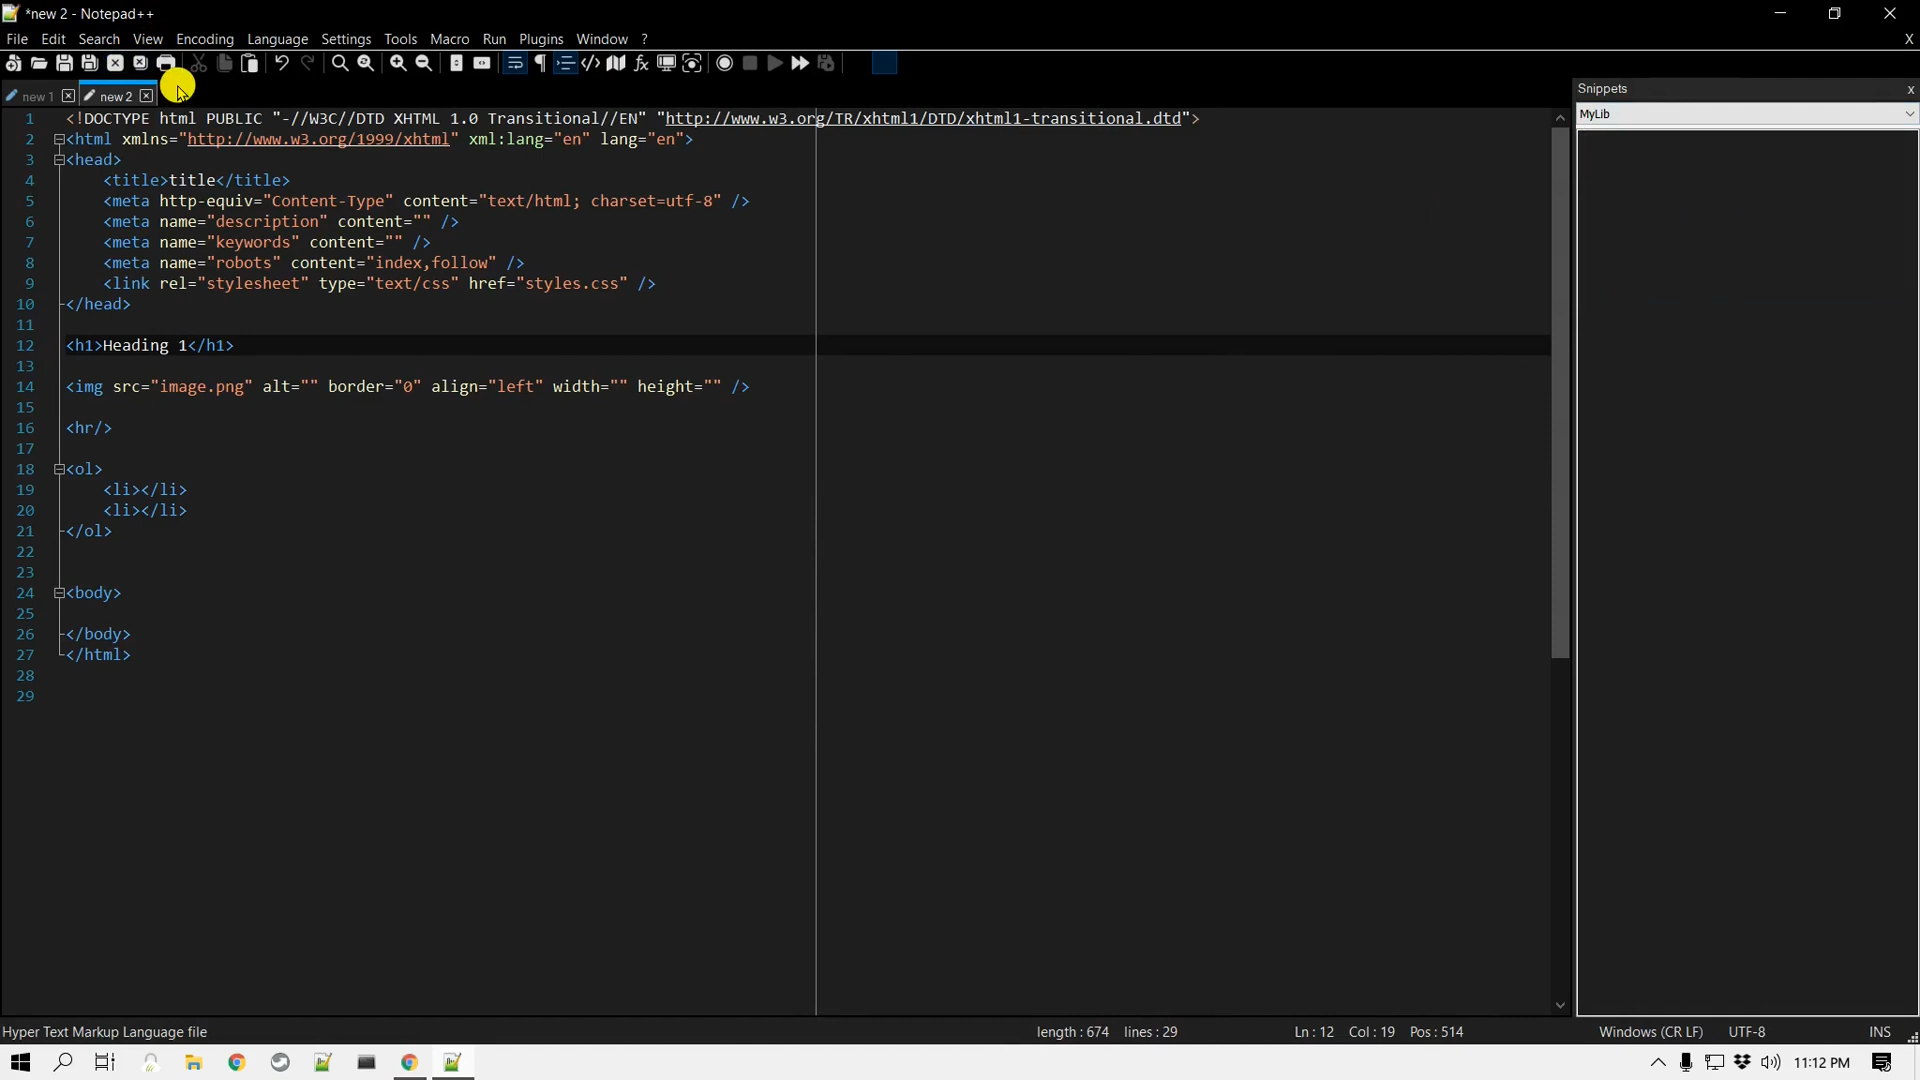 *new 2 - Notepad++
File Edit Search View Encoding Language Settings Tools Macro Run Plugins Window ?
X
new 1 new 2
Snippets
x
MyLib
1 <!DOCTYPE html PUBLIC "-//W3C//DTD XHTML 1.0 Transitional//EN" "http://www.w3.org/TR/xhtml1/DTD/xhtml1-transitional.dtd">
2 <html xmlns="http://www.w3.org/1999/xhtml" xml:lang="en" lang="en">
3 <head>
4 <title>title</title>
5 <meta http-equiv="Content-Type" content="text/html; charset=utf-8" />
6 <meta name="description" content="" />
7 <meta name="keywords" content="" />
8 <meta name="robots" content="index,follow" />
9 <link rel="stylesheet" type="text/css" href="styles.css" />
10 </head>
11
12 <h1>Heading 1</h1>
13
14 <img src="image.png" alt="" border="0" align="left" width="" height="" />
15
16 <hr/>
17
18 <ol>
19 <li></li>
20 <li></li>
21 </ol>
22
23
24 <body>
25
26 </body>
27 </html>
28
29
Hyper Text Markup Language file length : 674 lines : 29 Ln : 12 Col : 19 Pos : 514 Windows (CR LF) UTF-8 INS
11:12 PM